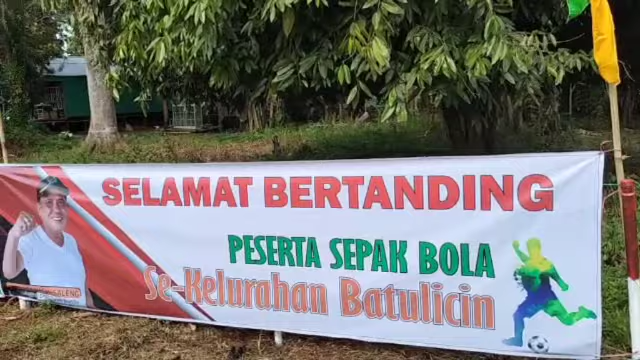 SELAMAT BERTANDING
PESERTA SEPAK BOLA
Se-Kelurahan Batulicin